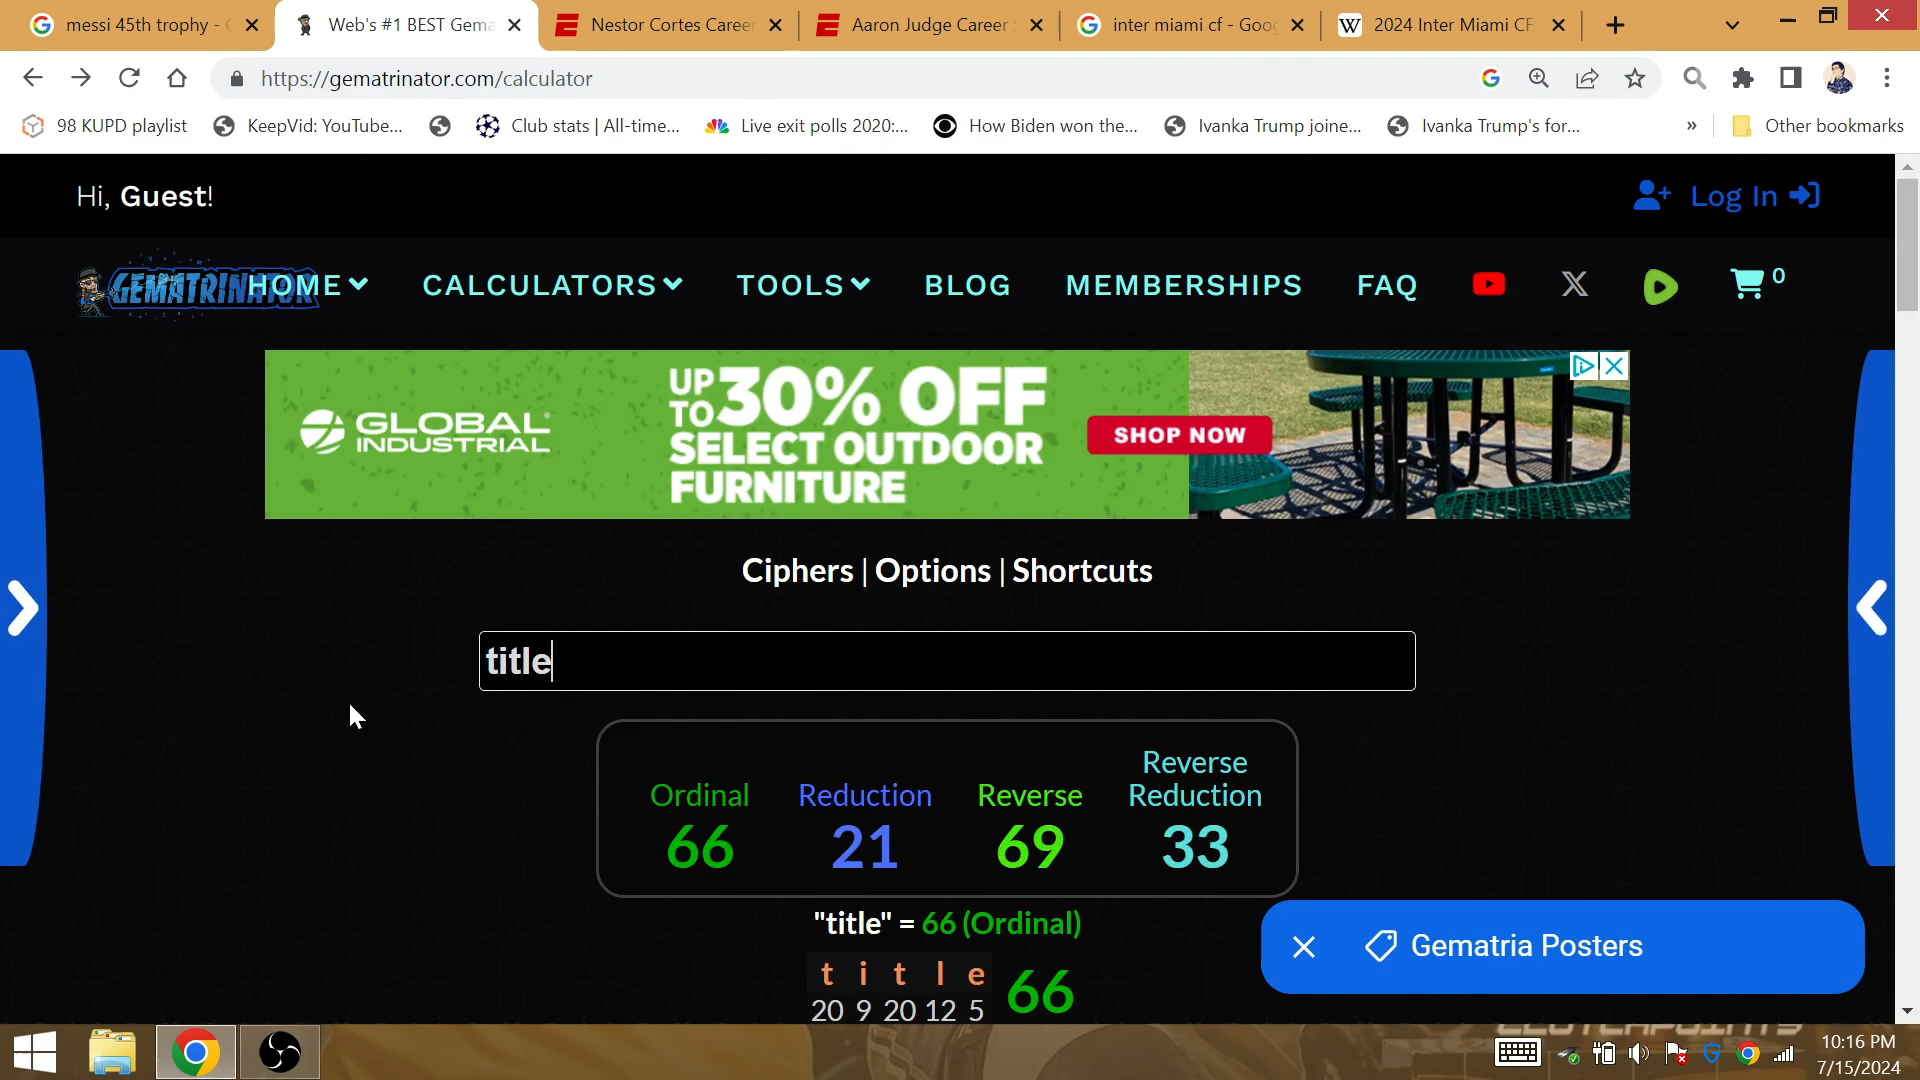 messi 45th trophy - G
Web's #1 BEST Gema
Nestor Cortes Career
Aaron Judge Career S
inter miami cf - Goog
2024 Inter Miami CF
https://gematrinator.com/calculator
98 KUPD playlist
KeepVid: YouTube...
Club stats | All-time...
Live exit polls 2020:...
How Biden won the...
Ivanka Trump joine...
Ivanka Trump's for...
» Other bookmarks
Hi, Guest!
Log In
GEMATRINATOR
HOME
CALCULATORS
TOOLS
BLOG
MEMBERSHIPS
FAQ
0
GLOBAL
INDUSTRIAL
UP
TO 30% OFF
SELECT OUTDOOR
FURNITURE
SHOP NOW
Ciphers | Options | Shortcuts
title
Ordinal
66
Reduction
21
Reverse
69
Reverse
Reduction
33
"title" = 66 (Ordinal)
t i t l e
20 9 20 12 5
66
Gematria Posters
CLUTCHPOINTS
10:16 PM
7/15/2024